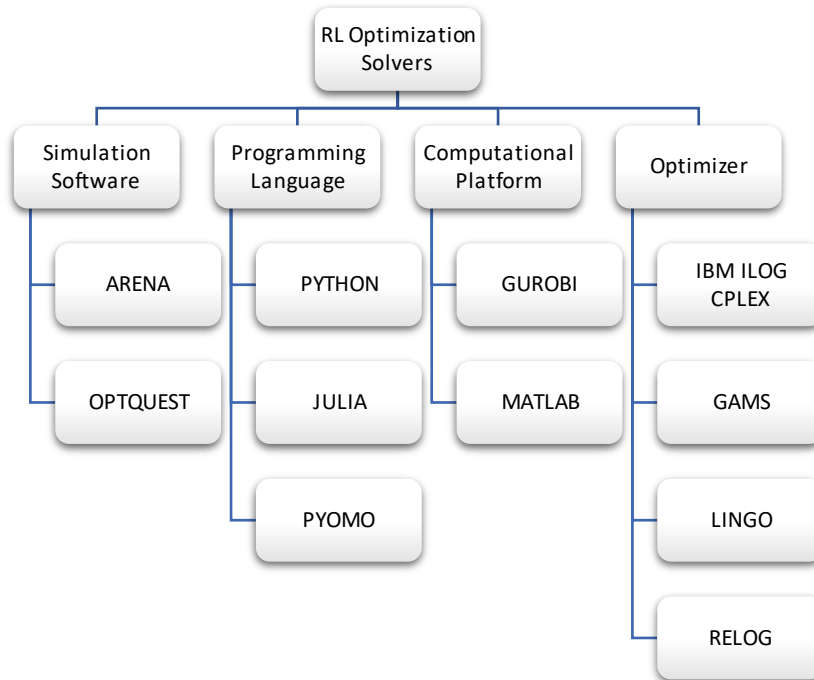 RL Optimization
Solvers
Simulation
Software
Programming
Language
Computational
Platform
Optimizer
ARENA
PYTHON
GUROBI
IBM ILOG
CPLEX
OPTQUEST
JULIA
MATLAB
GAMS
PYOMO
LINGO
RELOG